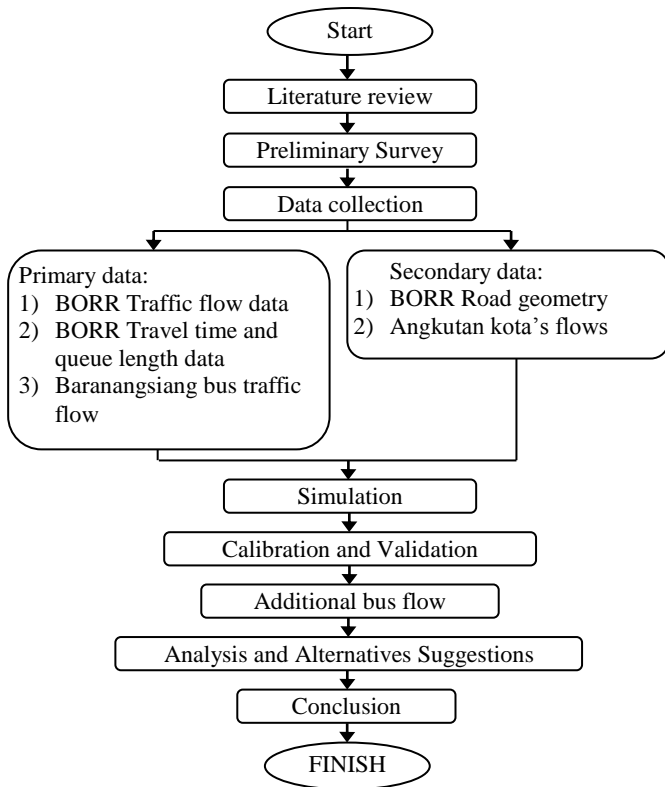 Start
Literature review
Preliminary Survey
Data collection
Primary data:
1) BORR Traffic flow data
2) BORR Travel time and
queue length data
3) Baranangsiang bus traffic
flow
Secondary data:
1) BORR Road geometry
2) Angkutan kota’s flows
Simulation
Calibration and Validation
Additional bus flow
Analysis and Alternatives Suggestions
Conclusion
FINISH